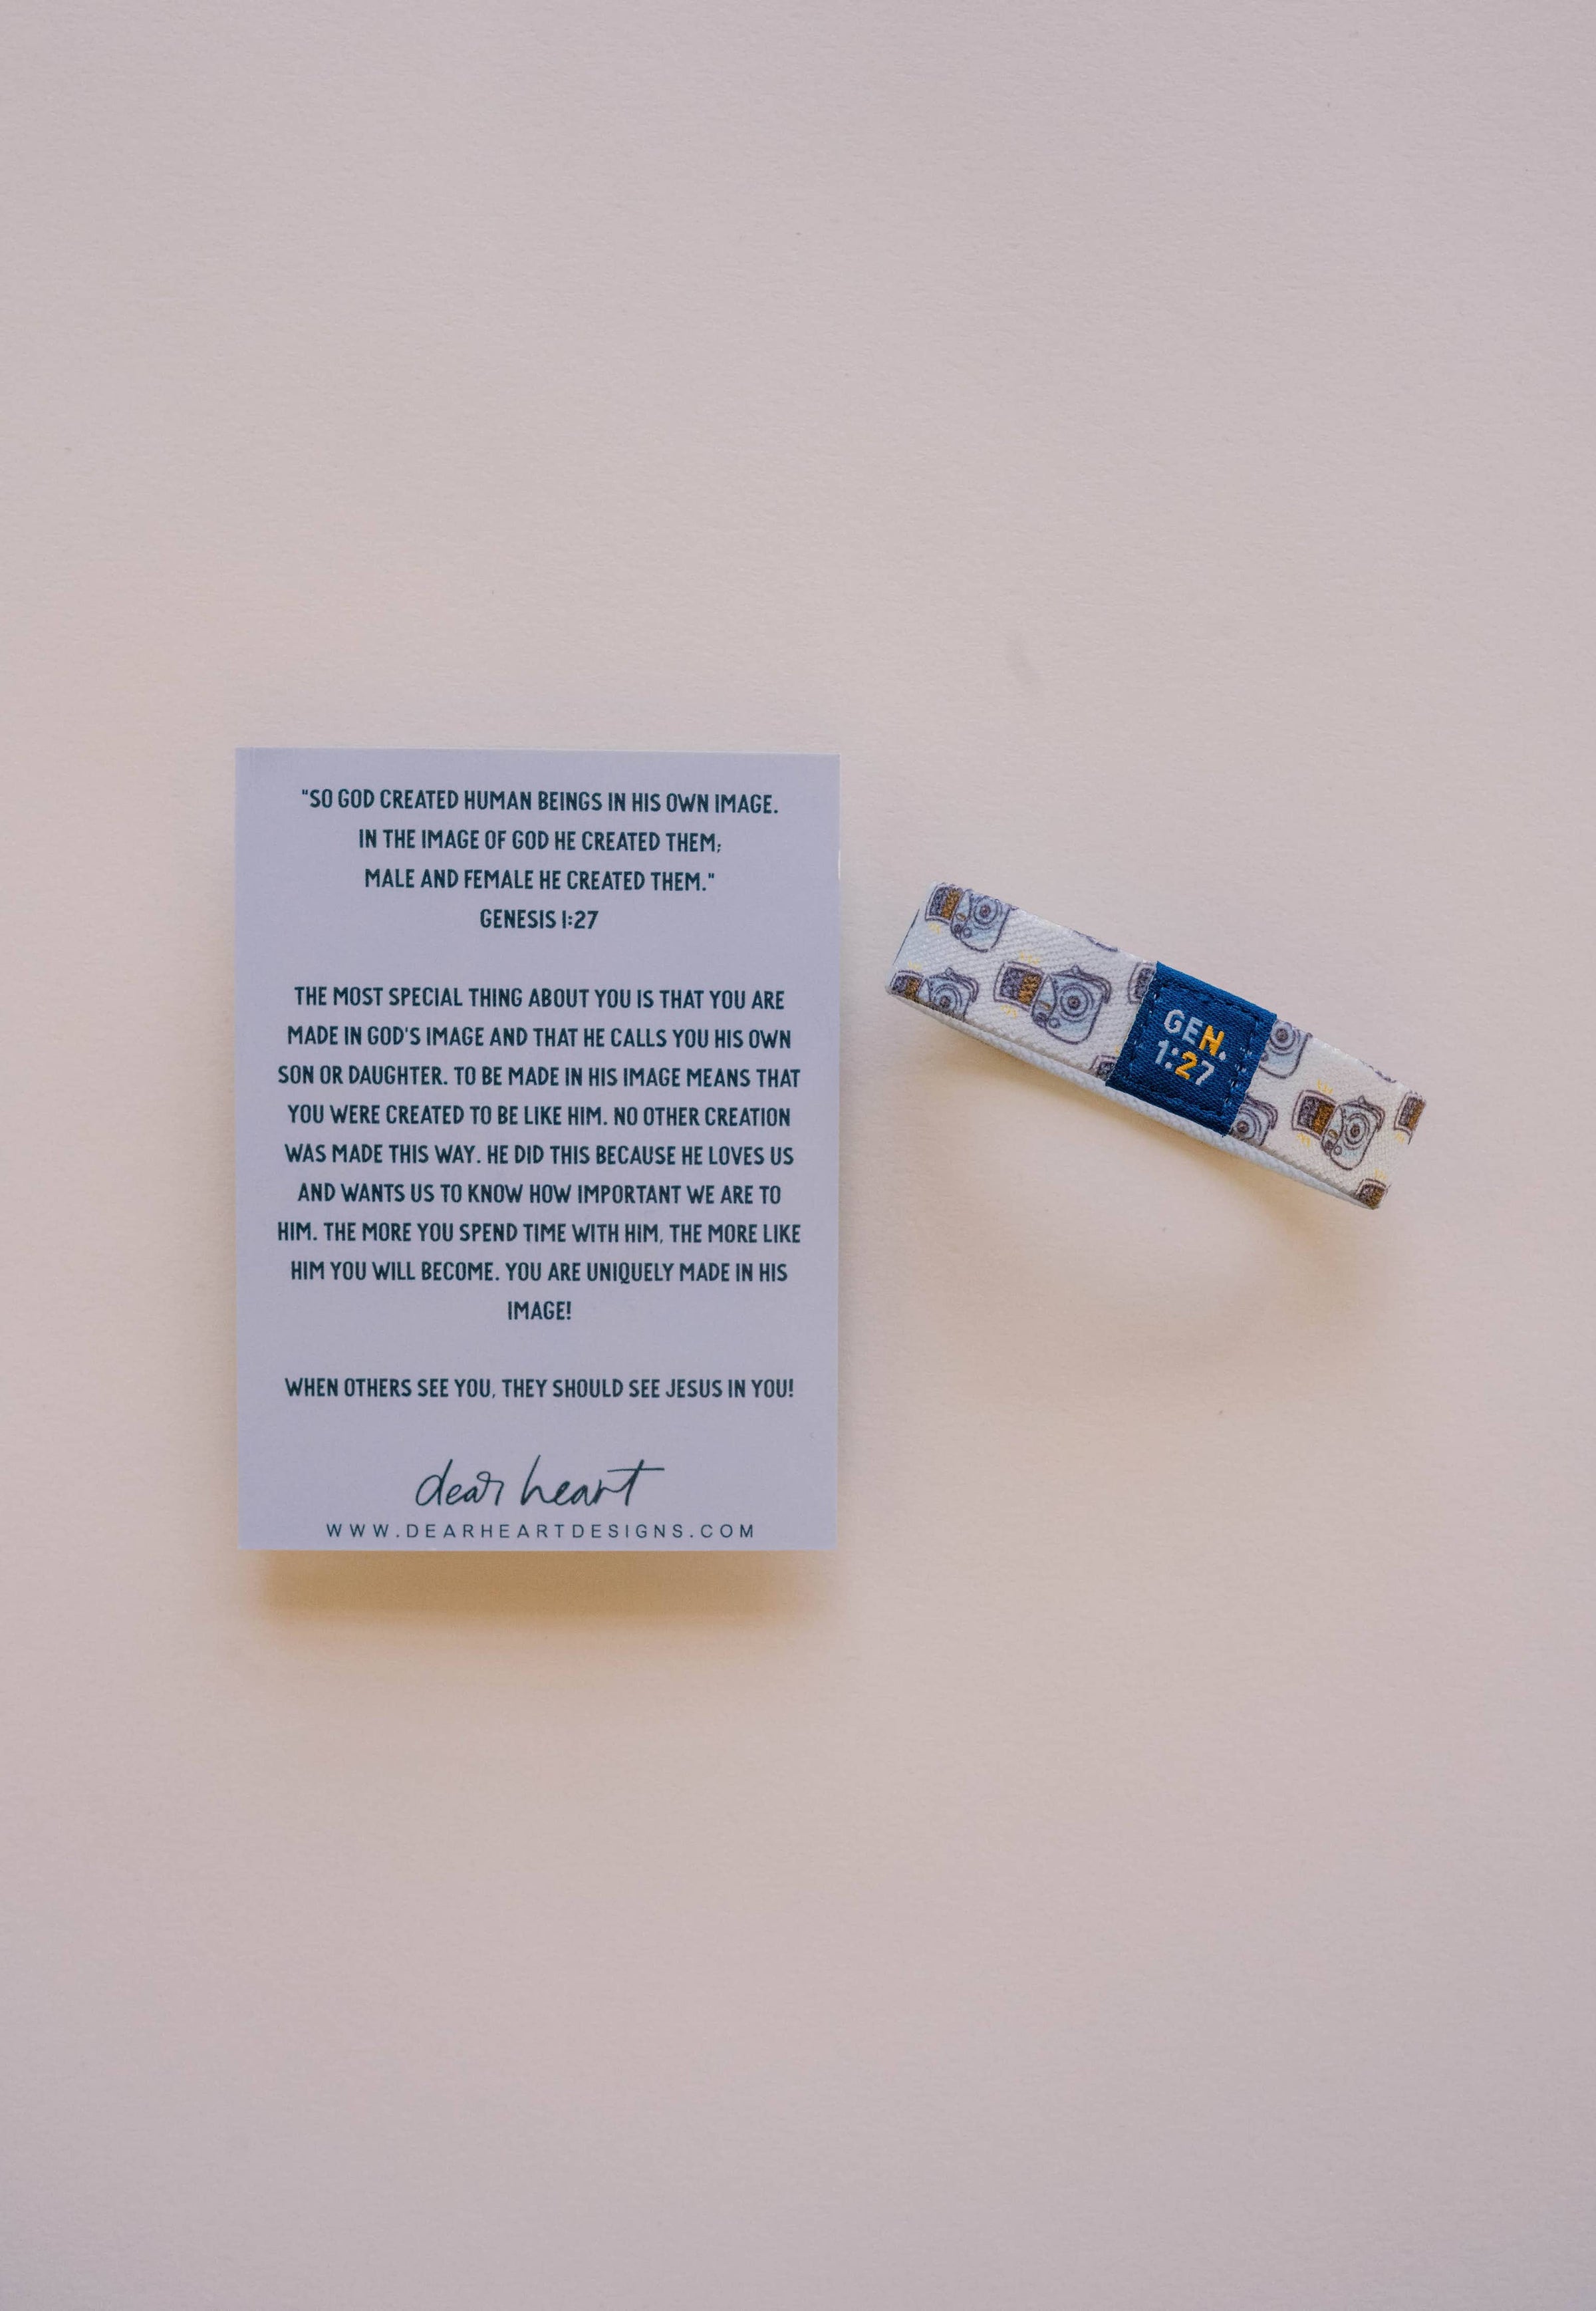 "SO GOD CREATED HUMAN BEINGS IN HIS OWN IMAGE.
IN THE IMAGE OF GOD HE CREATED THEM;
MALE AND FEMALE HE CREATED THEM."
GENESIS 1:27
THE MOST SPECIAL THING ABOUT YOU IS THAT YOU ARE
MADE IN GOD'S IMAGE AND THAT HE CALLS YOU HIS OWN
SON OR DAUGHTER. TO BE MADE IN HIS IMAGE MEANS THAT
YOU WERE CREATED TO BE LIKE HIM. NO OTHER CREATION
WAS MADE THIS WAY. HE DID THIS BECAUSE HE LOVES US
AND WANTS US TO KNOW HOW IMPORTANT WE ARE TO
HIM. THE MORE YOU SPEND TIME WITH HIM, THE MORE LIKE
HIM YOU WILL BECOME. YOU ARE UNIQUELY MADE IN HIS
IMAGE!
WHEN OTHERS SEE YOU, THEY SHOULD SEE JESUS IN YOU!
dear heart
WWW.DEARHEARTDESIGNS.COM
GEN.
1:27